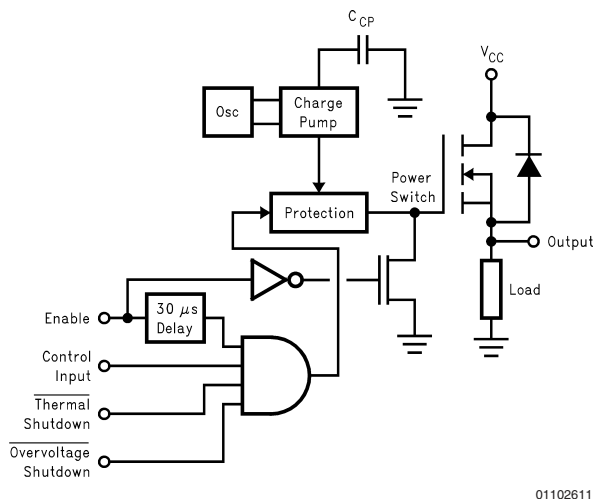 C CP
V CC
Osc
Charge
Pump
Power
Switch
Protection
Output
Load
Enable
30 μs
Delay
Control
Input
Thermal
Shutdown
Overvoltage
Shutdown
01102611